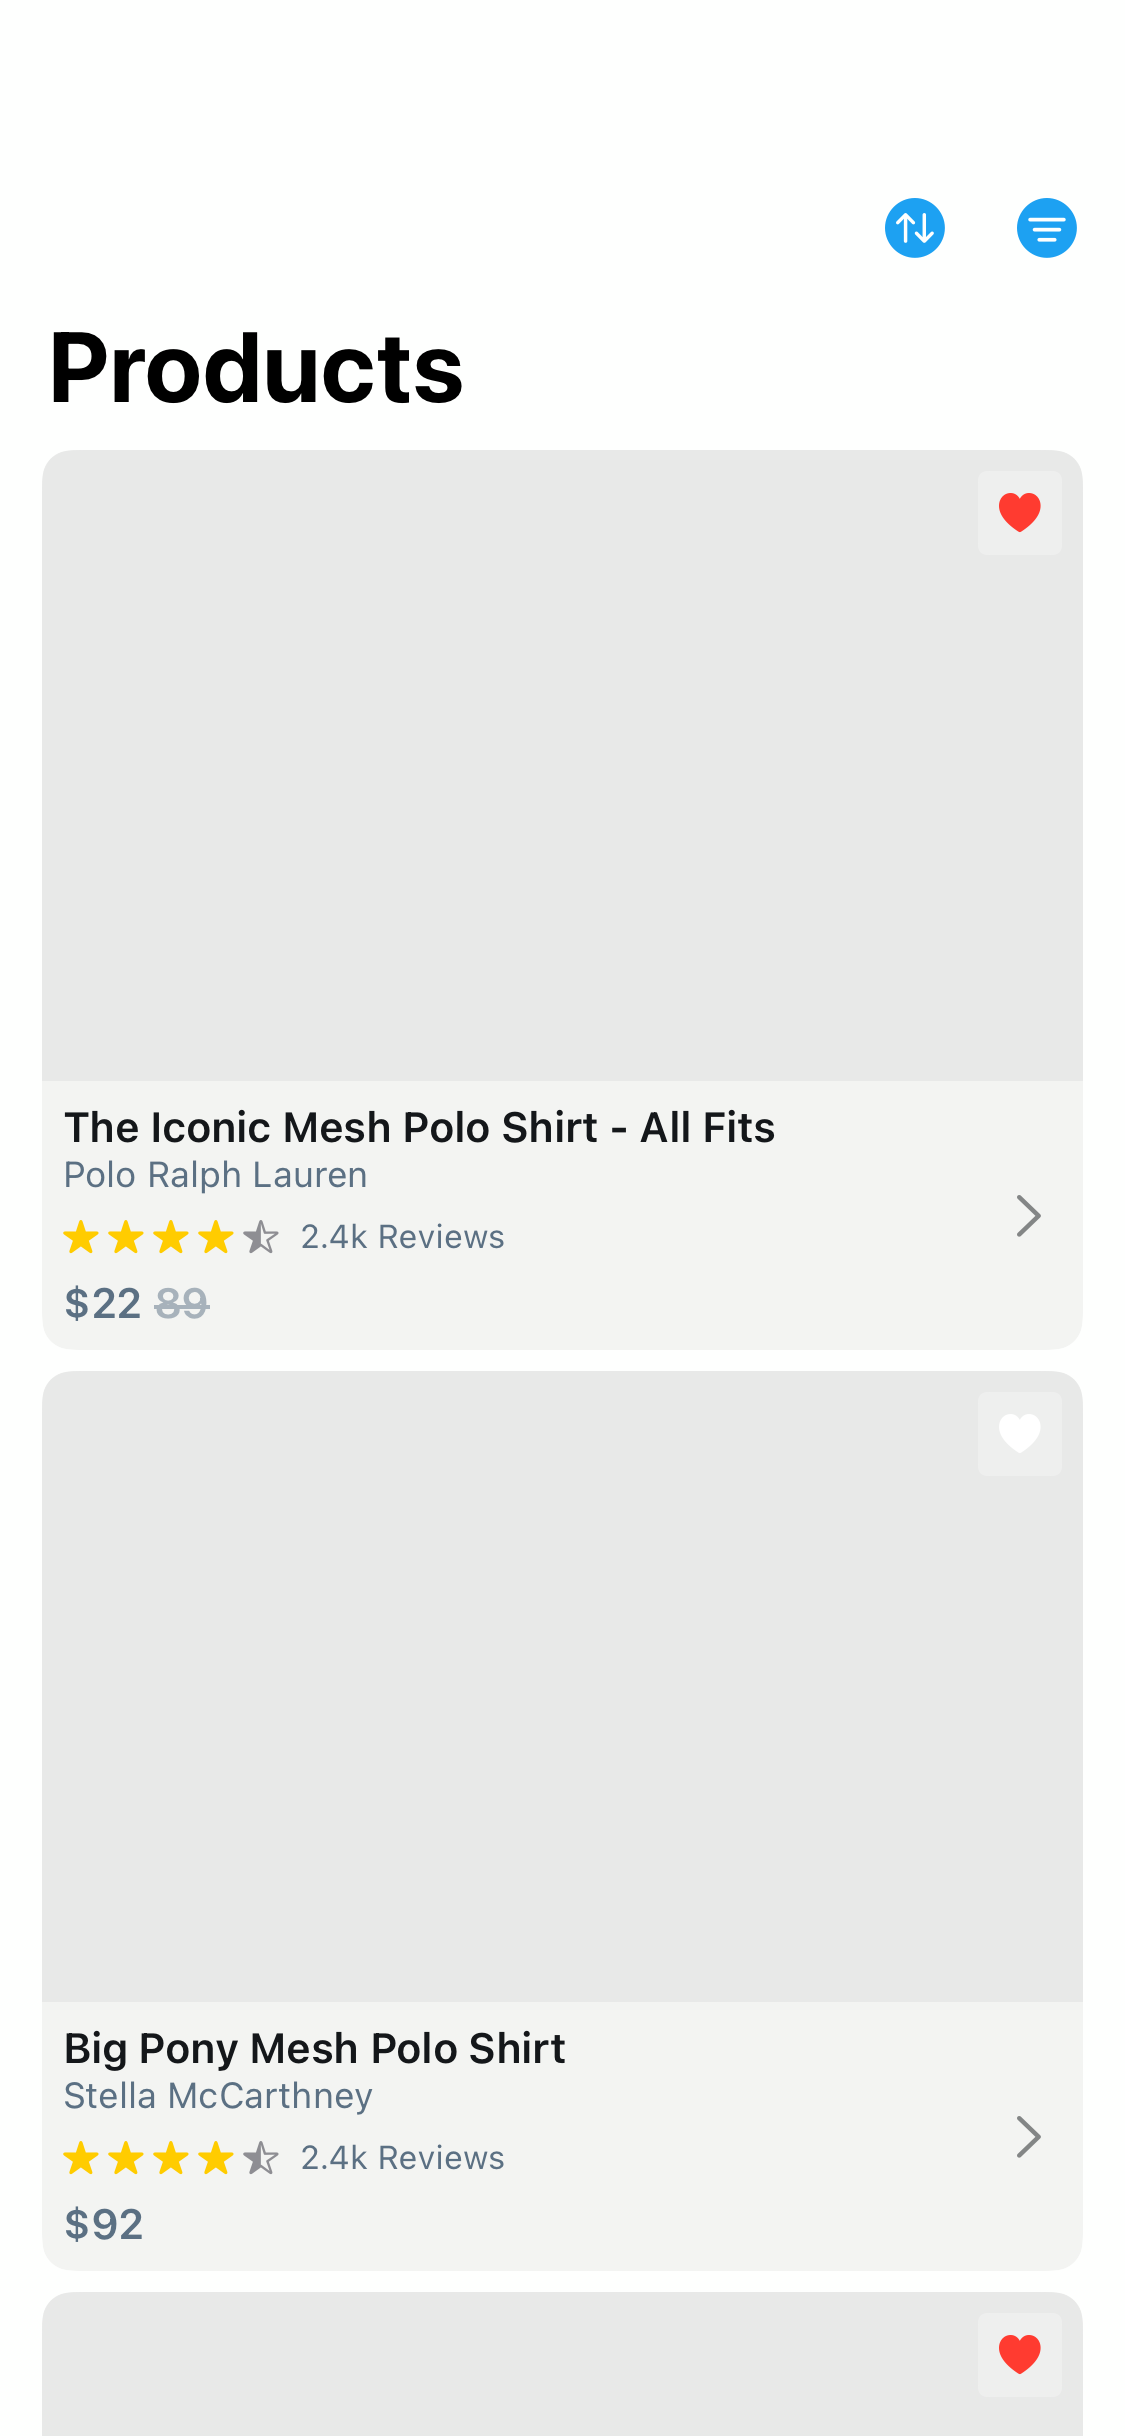 Products
The Iconic Mesh Polo Shirt - All Fits
Polo Ralph Lauren
2.4k Reviews
$22 89
Big Pony Mesh Polo Shirt
Stella McCarthney
2.4k Reviews
$92